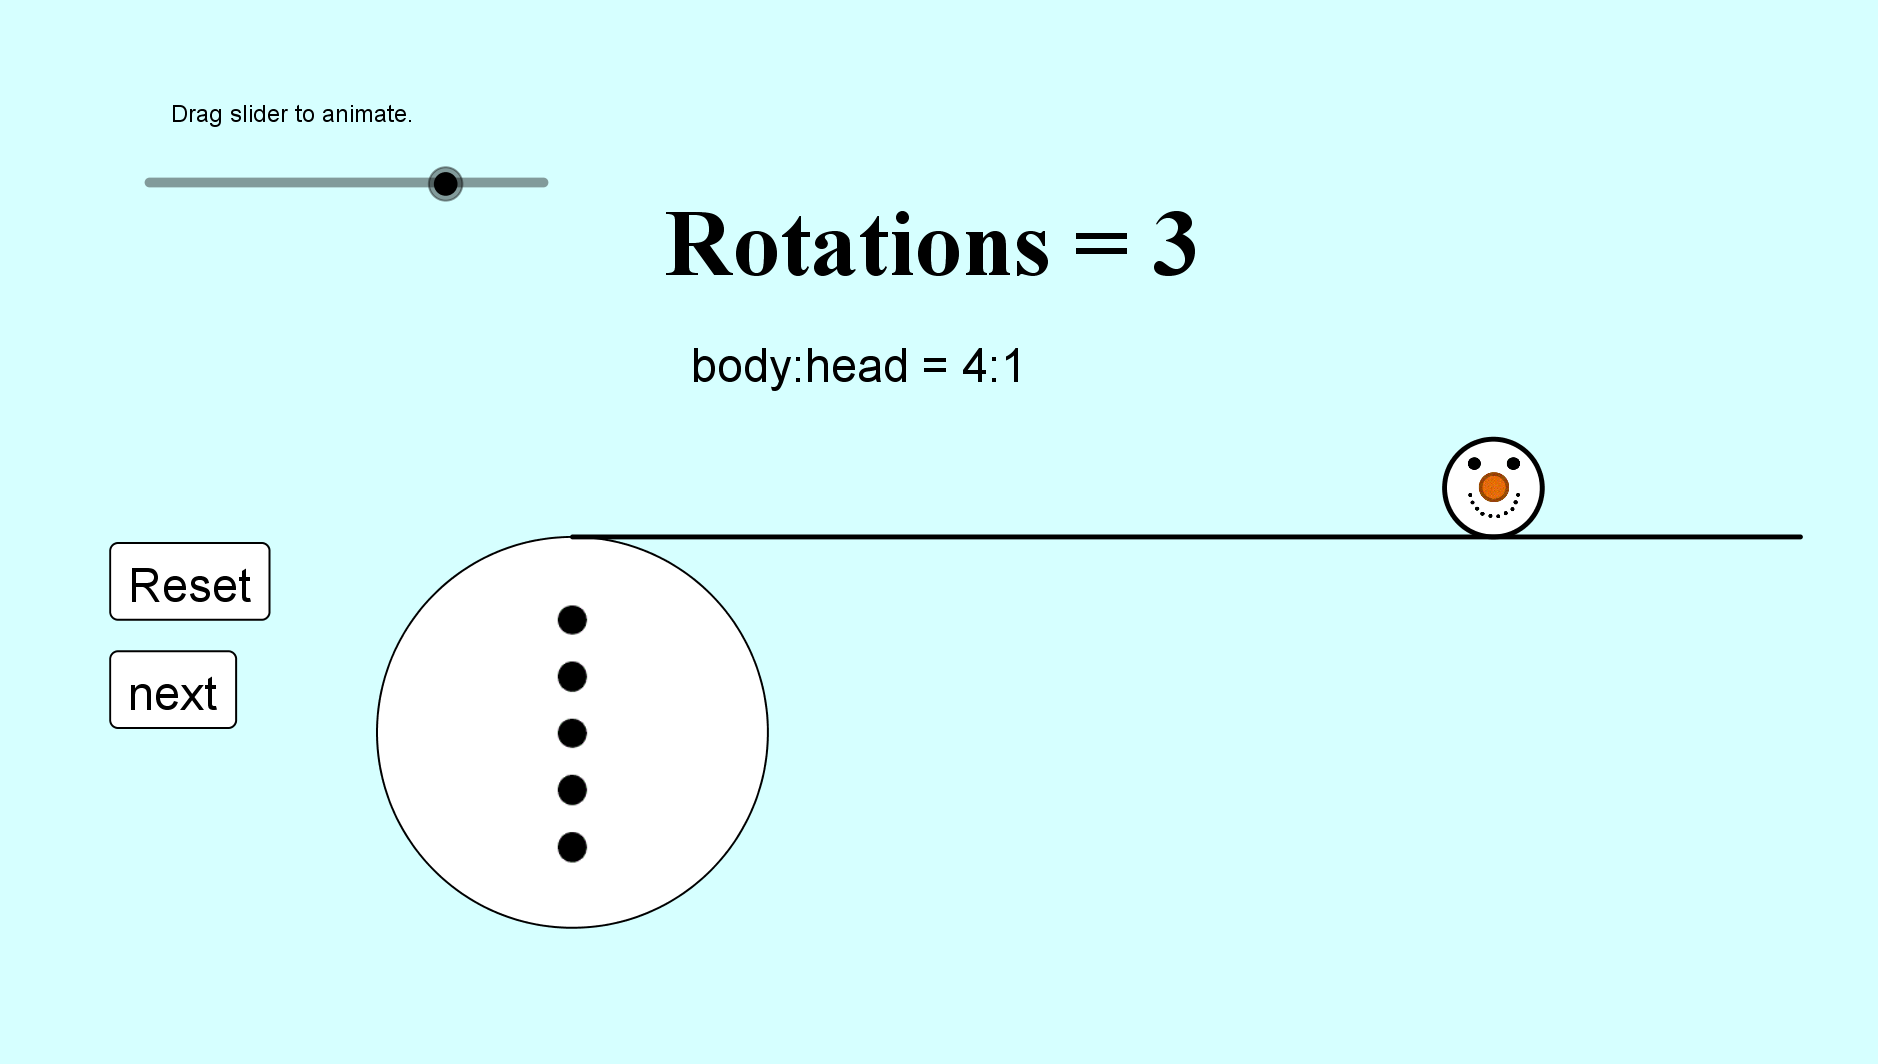 Drag slider to animate.
Rotations = 3
body:head = 4:1
Reset
next